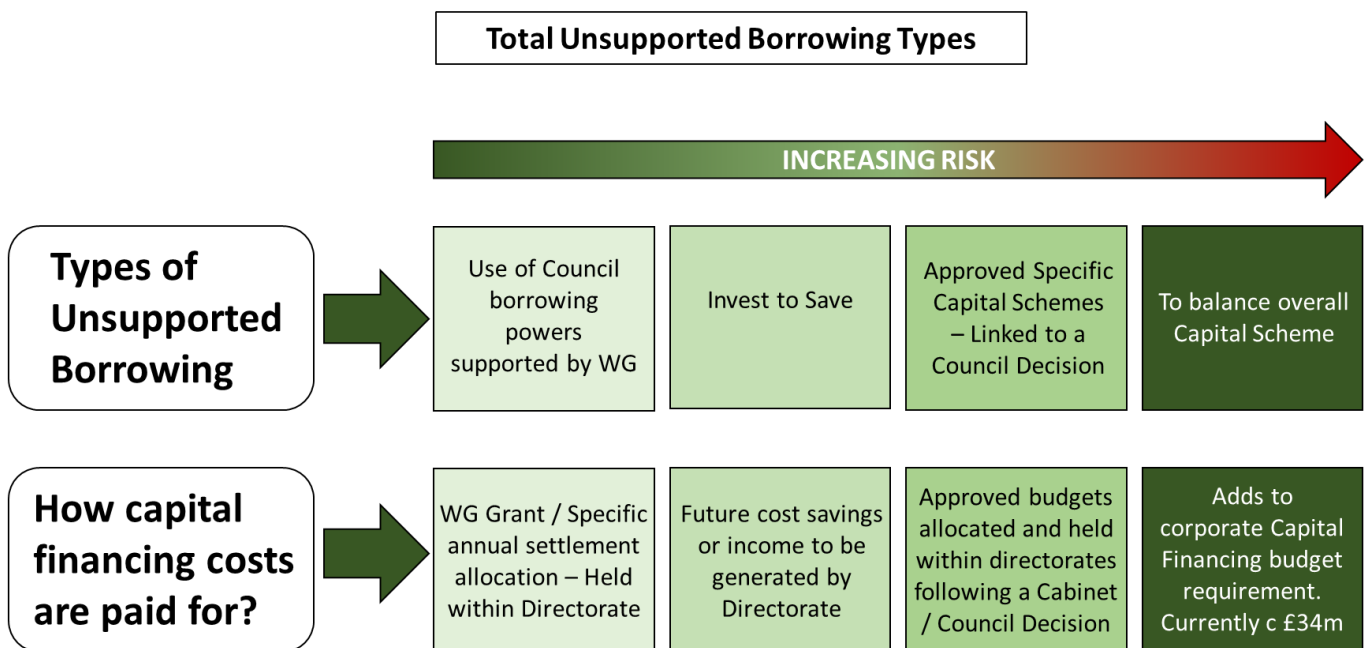 Total Unsupported Borrowing Types
INCREASING RISK
Types of
Unsupported
Borrowing
Use of Council
borrowing
powers
supported by WG
Invest to Save
Approved Specific
Capital Schemes
– Linked to a
Council Decision
To balance overall
Capital Scheme
How capital
financing costs
are paid for?
WG Grant / Specific
annual settlement
allocation – Held
within Directorate
Future cost savings
or income to be
generated by
Directorate
Approved budgets
allocated and held
within directorates
following a Cabinet
/ Council Decision
Adds to
corporate Capital
Financing budget
requirement.
Currently c £34m